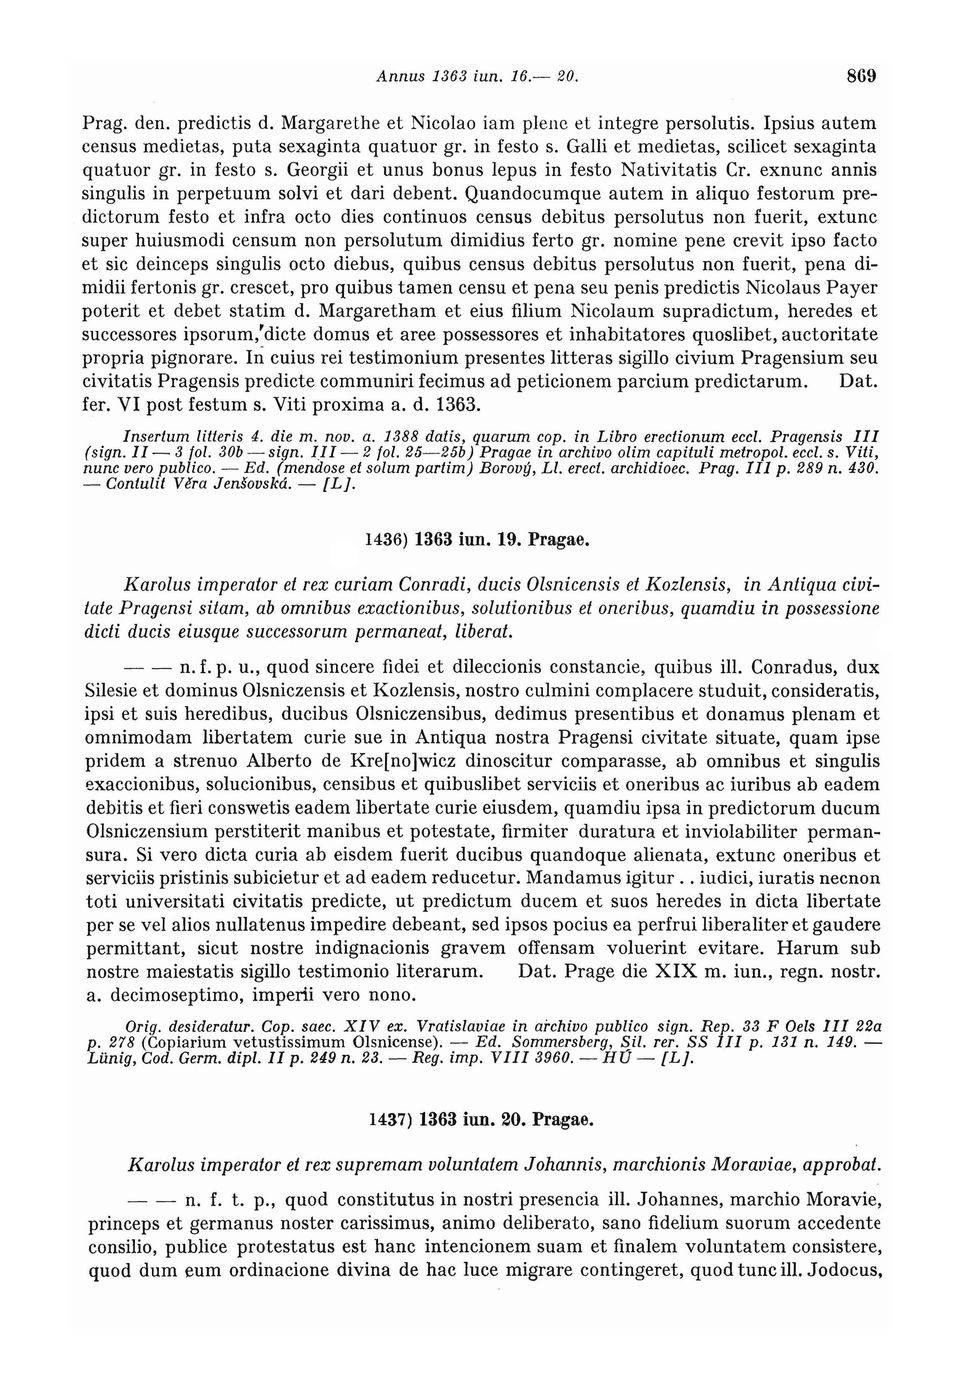 Annus 1363 iun. 16.— 20. 869
Prag. den. predictis d. Margarethe et Nicolao iam plene et integre persolutis. Ipsius autem
census medietas, puta sexaginta quatuor gr. in festo s. Galli et medietas, scilicet sexaginta
quatuor gr. in festo s. Georgii et unus bonus lepus in festo Nativitatis Cr. exnunc annis
singulis in perpetuum solvi et dari debent. Quandocumque autem in aliquo festorum pre-
dictorum festo et infra octo dies continuos census debitus persolutus non fuerit, extunc
super huiusmodi censum non persolutum dimidius ferto gr. nomine pene crevit ipso facto
et sic deinceps singulis octo diebus, quibus census debitus persolutus non fuerit, pena di-
midii fertonis gr. crescet, pro quibus tamen censu et pena seu penis predictis Nicolaus Payer
poterit et debet statim d. Margaretham et eius filium Nicolaum supradictum, heredes et
successores ipsorum, dicte domus et aree possessores et inhabitatores quoslibet, auctoritate
propria pignorare. In cuius rei testimonium presentes litteras sigillo civium Pragensium seu
civitatis Pragensis predicte communiri fecimus ad peticionem parcium predictarum. Dat.
fer. VI post festum s. Viti proxima a. d. 1363.
Insertum litteris 4. die m. nov. a. 1388 datis, quarum cop. in Libro erectionum eccl. Pragensis III
(sign. II — 3 fol. 30b — sign. III — 2 fol. 25—25b) Pragae in archivo olim capituli metropol. eccl. s. Viti,
nunc vero publico. — Ed. (mendose et solum partim) Borový, Ll. erect. archidioec. Prag. III p. 289 n. 430.
— Contulit Věra Jenšovská. — [L].
1436) 1363 iun. 19. Pragae.
Karolus imperator et rex curiam Conradi, ducis Olsnicensis et Kozlensis, in Antiqua civi-
tate Pragensi sitam, ab omnibus exactionibus, solutionibus et oneribus, quamdiu in possessione
dicti ducis eiusque successorum permaneat, liberat.
— — n. f. p. u., quod sincere fidei et dileccionis constancie, quibus ill. Conradus, dux
Silesie et dominus Olsniczensis et Kozlensis, nostro culmini complacere studuit, consideratis,
ipsi et suis heredibus, ducibus Olsniczensibus, dedimus presentibus et donamus plenam et
omnimodam libertatem curie sue in Antiqua nostra Pragensi civitate situate, quam ipse
pridem a strenuo Alberto de Kre[no]wicz dinoscitur comparasse, ab omnibus et singulis
exaccionibus, solucionibus, censibus et quibuslibet serviciis et oneribus ac iuribus ab eadem
debitis et fieri conswetis eadem libertate curie eiusdem, quamdiu ipsa in predictorum ducum
Olsniczensium perstiterit manibus et potestate, firmiter duratura et inviolabiliter perman-
sura. Si vero dicta curia ab eisdem fuerit ducibus quandoque alienata, extunc oneribus et
serviciis pristinis subicietur et ad eadem reducetur. Mandamus igitur . . iudici, iuratis necnon
toti universitati civitatis predicte, ut predictum ducem et suos heredes in dicta libertate
per se vel alios nullatenus impedire debeant, sed ipsos pocius ea perfrui liberaliter et gaudere
permittant, sicut nostre indignacionis gravem offensam voluerint evitare. Harum sub
nostre maiestatis sigillo testimonio literarum. Dat. Prage die XIX m. iun., regn. nostr.
a. decimoseptimo, imperii vero nono.
Orig. desideratur. Cop. saec. XIV ex. Vratislaviae in archivo publico sign. Rep. 33 F Oels III 22a
p. 278 (Copiarium vetustissimum Olsnicense). — Ed. Sommersberg, Sil. rer. SS III p. 131 n. 149. —
Lünig, Cod. Germ. dipl. II p. 249 n. 23. — Reg. imp. VIII 3960. — HÚ — [L].
1437) 1363 iun. 20. Pragae.
Karolus imperator et rex supremam voluntatem Johannis, marchionis Moraviae, approbat.
— — n. f. t. p., quod constitutus in nostri presencia ill. Johannes, marchio Moravie,
princeps et germanus noster carissimus, animo deliberato, sano fidelium suorum accedente
consilio, publice protestatus est hanc intencionem suam et finalem voluntatem consistere,
quod dum eum ordinacione divina de hac luce migrare contingeret, quod tunc ill. Jodocus,